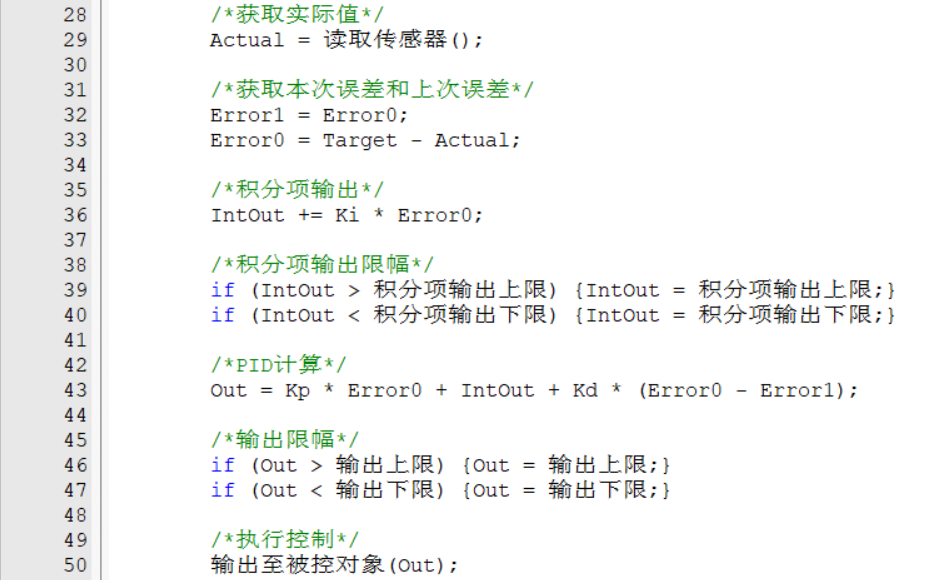 28 /*获取实际值*/
29 Actual = 读取传感器();
30
31 /*获取本次误差和上次误差*/
32 Error1 = Error0;
33 Error0 = Target - Actual;
34
35 /*积分项输出*/
36 IntOut += Ki * Error0;
37
38 /*积分项输出限幅*/
39 if (IntOut > 积分项输出上限) {IntOut = 积分项输出上限;}
40 if (IntOut < 积分项输出下限) {IntOut = 积分项输出下限;}
41
42 /*PID计算*/
43 Out = Kp * Error0 + IntOut + Kd * (Error0 - Error1);
44
45 /*输出限幅*/
46 if (Out > 输出上限) {Out = 输出上限;}
47 if (Out < 输出下限) {Out = 输出下限;}
48
49 /*执行控制*/
50 输出至被控对象(Out);